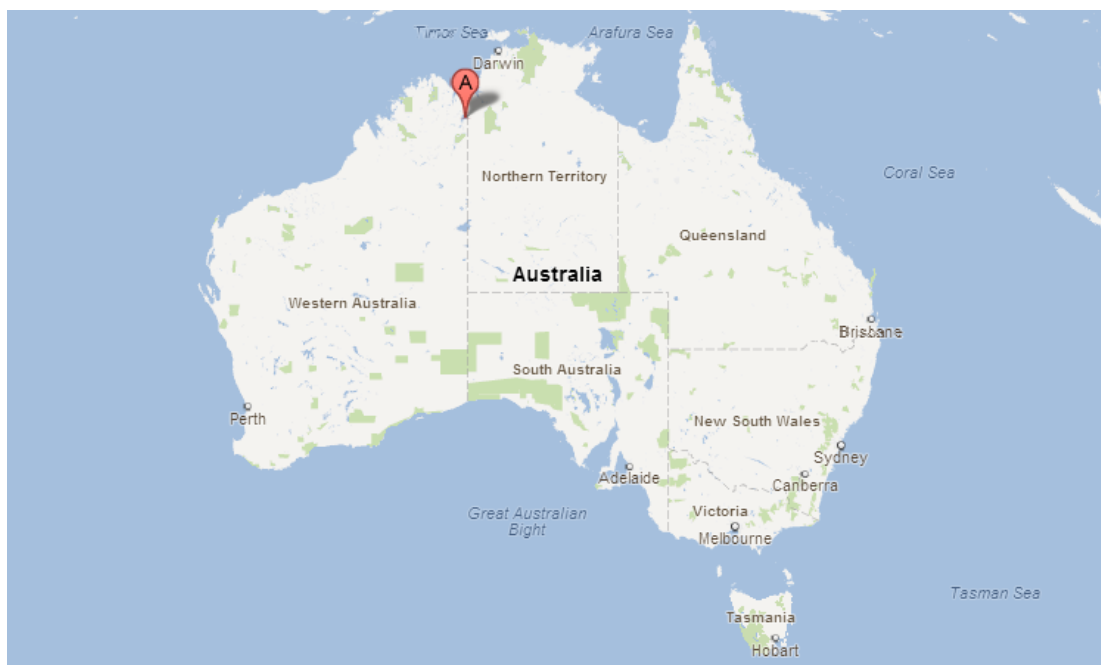 Timor Sea
Arafura Sea
Darwin
A
Northern Territory
Coral Sea
Queensland
Australia
Western Australia
Brisbane
South Australia
Perth
New South Wales
Sydney
Adelaide
Canberra
Great Australian
Bight
Victoria
Melbourne
Tasman Sea
Tasmania
Hobart